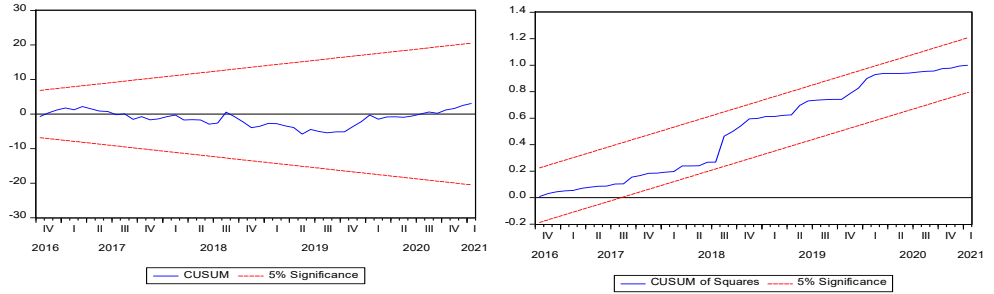 30
20
10
0
-10
-20
-30
IV I II III IV I II III IV I II III IV I II III IV I
2016 2017 2018 2019 2020 2021
CUSUM 5% Significance
1.4
1.2
1.0
0.8
0.6
0.4
0.2
0.0
-0.2
IV I II III IV I II III IV I II III IV I II III IV I
2016 2017 2018 2019 2020 2021
CUSUM of Squares 5% Significance